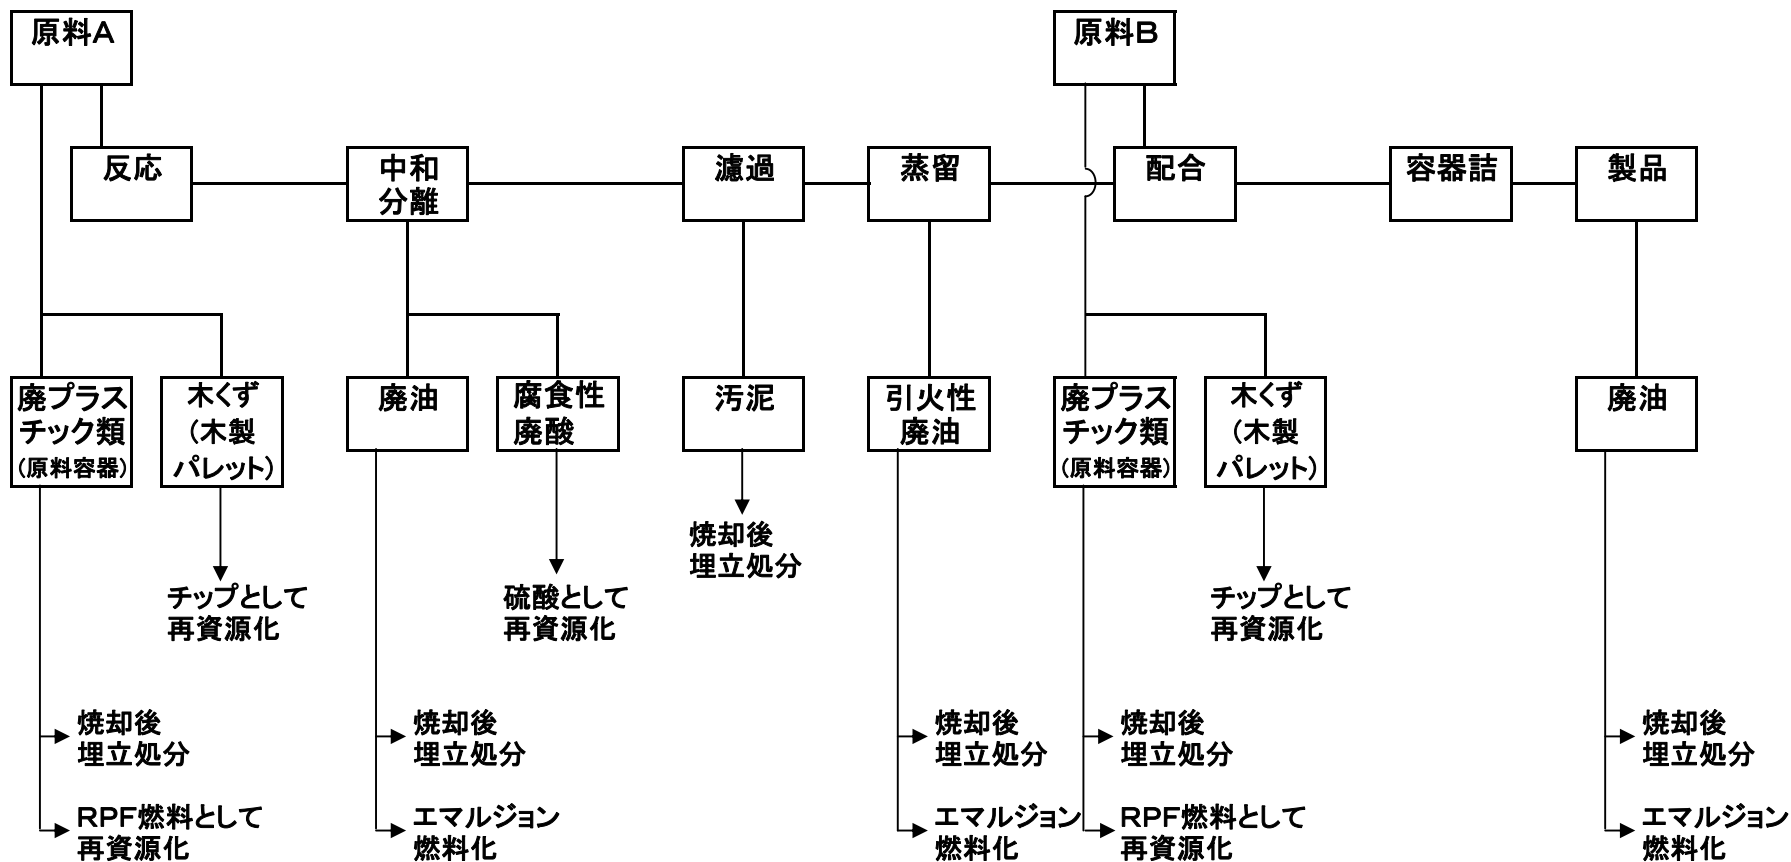 原料A
原料B
反応
中和
分離
濾過
蒸留
配合
容器詰
製品
廃プラス
チック類
(原料容器)
木くず
(木製
パレット)
廃油
腐食性
廃酸
汚泥
引火性
廃油
廃プラス
チック類
(原料容器)
木くず
(木製
パレット)
廃油
焼却後
埋立処分
チップとして
再資源化
硫酸として
再資源化
チップとして
再資源化
焼却後
埋立処分
焼却後
埋立処分
焼却後
埋立処分
焼却後
埋立処分
焼却後
埋立処分
RPF燃料として
再資源化
エマルジョン
燃料化
エマルジョン
燃料化
RPF燃料として
再資源化
エマルジョン
燃料化